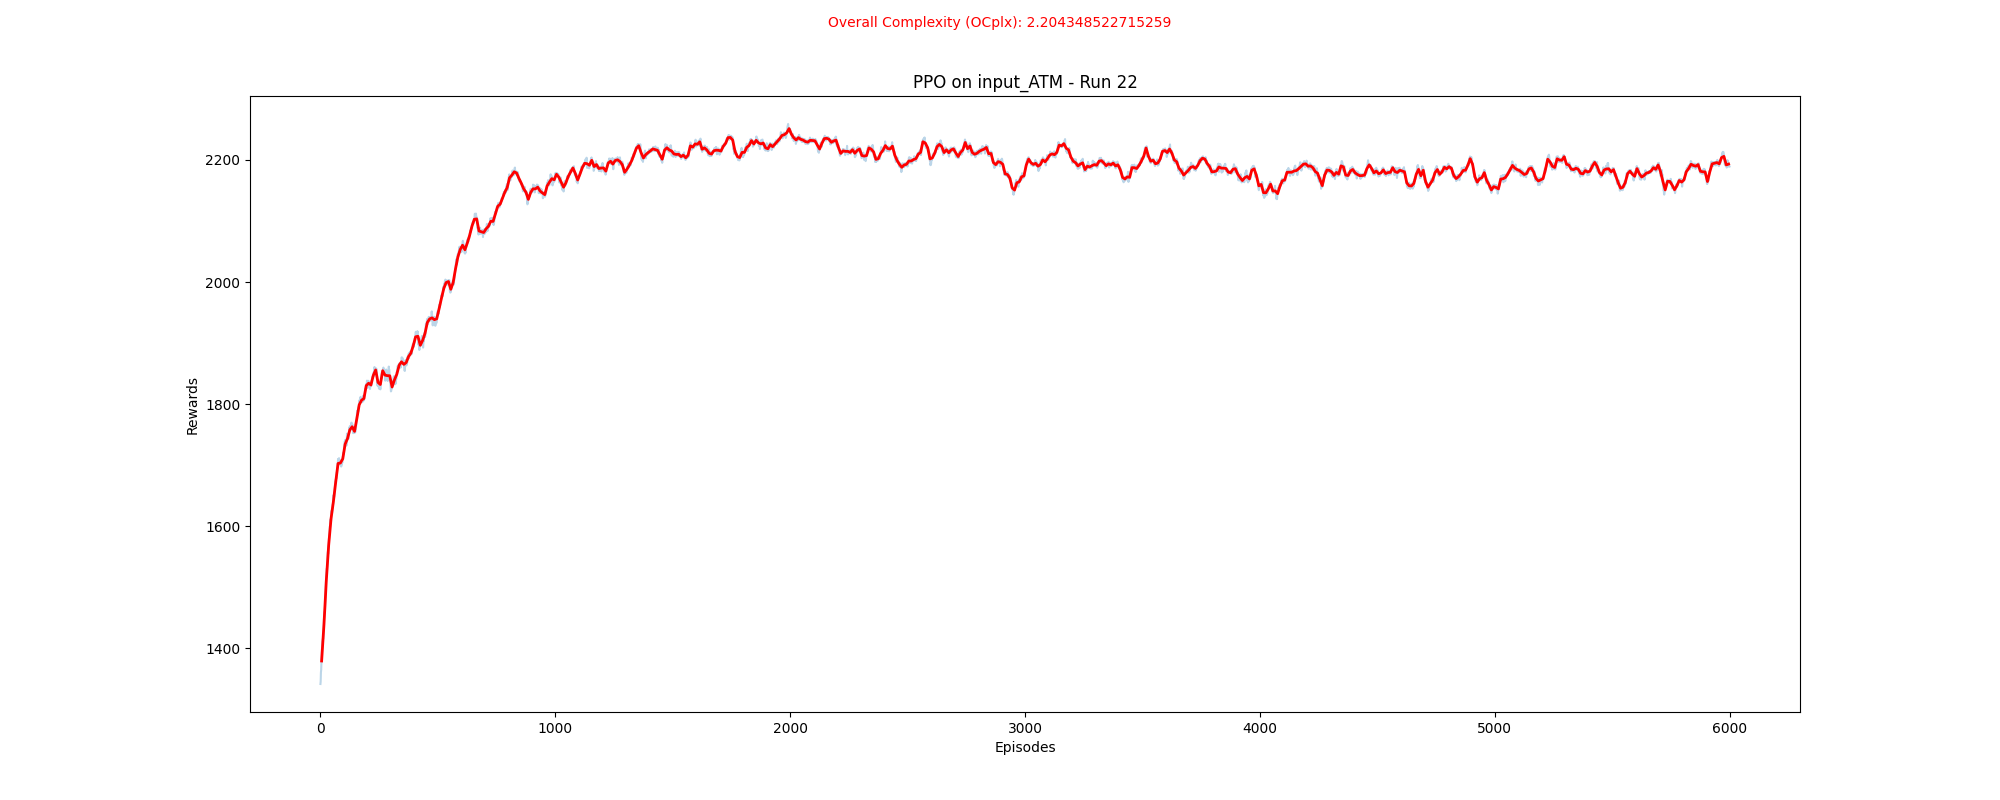 Overall Complexity (OCplx): 2.204348522715259
PPO on input_ATM - Run 22
2200
2000
1800
1600
1400
Rewards
0 1000 2000 3000 4000 5000 6000
Episodes